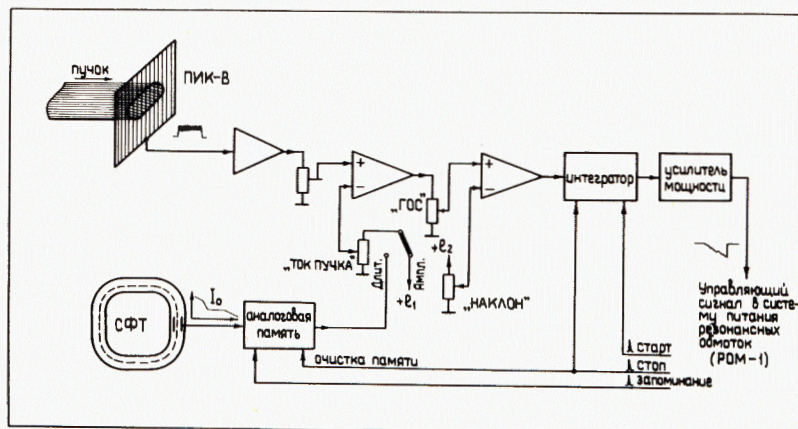 ПУЧОК
ПИК-В
„ГОС"
ИНТЕГРАТОР
УСИЛИТЕЛЬ
МОЩНОСТИ
„ТОК ПУЧКА"
Длит.
Ампл.
+e₁
+e₂
„НАКЛОН"
Управляющий
сигнал в систе-
му питания
резонансных
обмоток
(РОМ-1)
СФТ
I₀
АНАЛОГОВАЯ
ПАМЯТЬ
ОЧИСТКА ПАМЯТИ
СТАРТ
СТОП
ЗАПОМИНАНИЕ
+
−
+
−